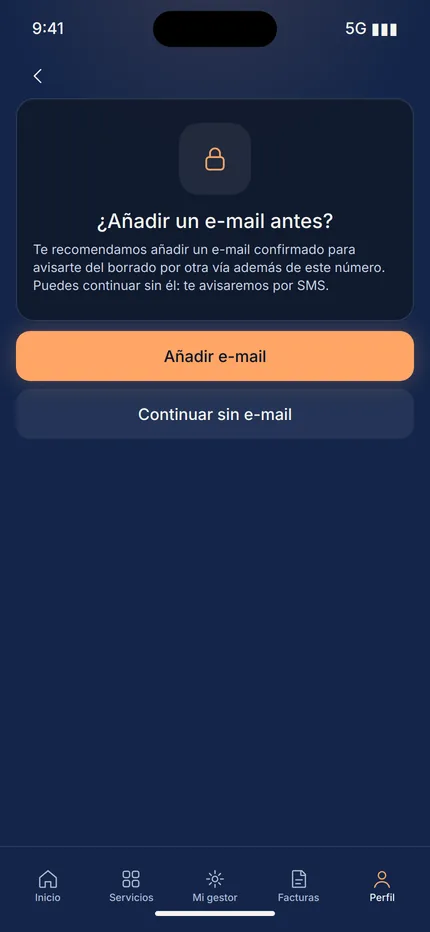 9:41
5G
¿Añadir un e-mail antes?
Te recomendamos añadir un e-mail confirmado para
avisarte del borrado por otra vía además de este número.
Puedes continuar sin él: te avisaremos por SMS.
Añadir e-mail
Continuar sin e-mail
Inicio
Servicios
Mi gestor
Facturas
Perfil